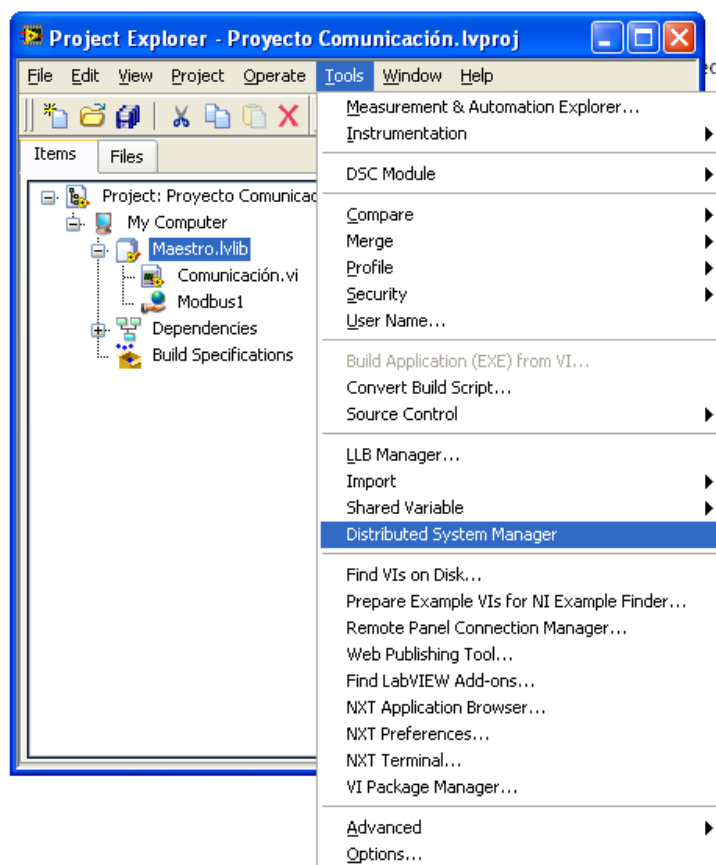 Project Explorer - Proyecto Comunicación.lvproj
File Edit View Project Operate Tools Window Help
Items Files
Project: Proyecto Comunicac
My Computer
Maestro.lvlib
Comunicación.vi
Modbus1
Dependencies
Build Specifications
Measurement & Automation Explorer...
Instrumentation
DSC Module
Compare
Merge
Profile
Security
User Name...
Build Application (EXE) from VI...
Convert Build Script...
Source Control
LLB Manager...
Import
Shared Variable
Distributed System Manager
Find VIs on Disk...
Prepare Example VIs for NI Example Finder...
Remote Panel Connection Manager...
Web Publishing Tool...
Find LabVIEW Add-ons...
NXT Application Browser...
NXT Preferences...
NXT Terminal...
VI Package Manager...
Advanced
Options...